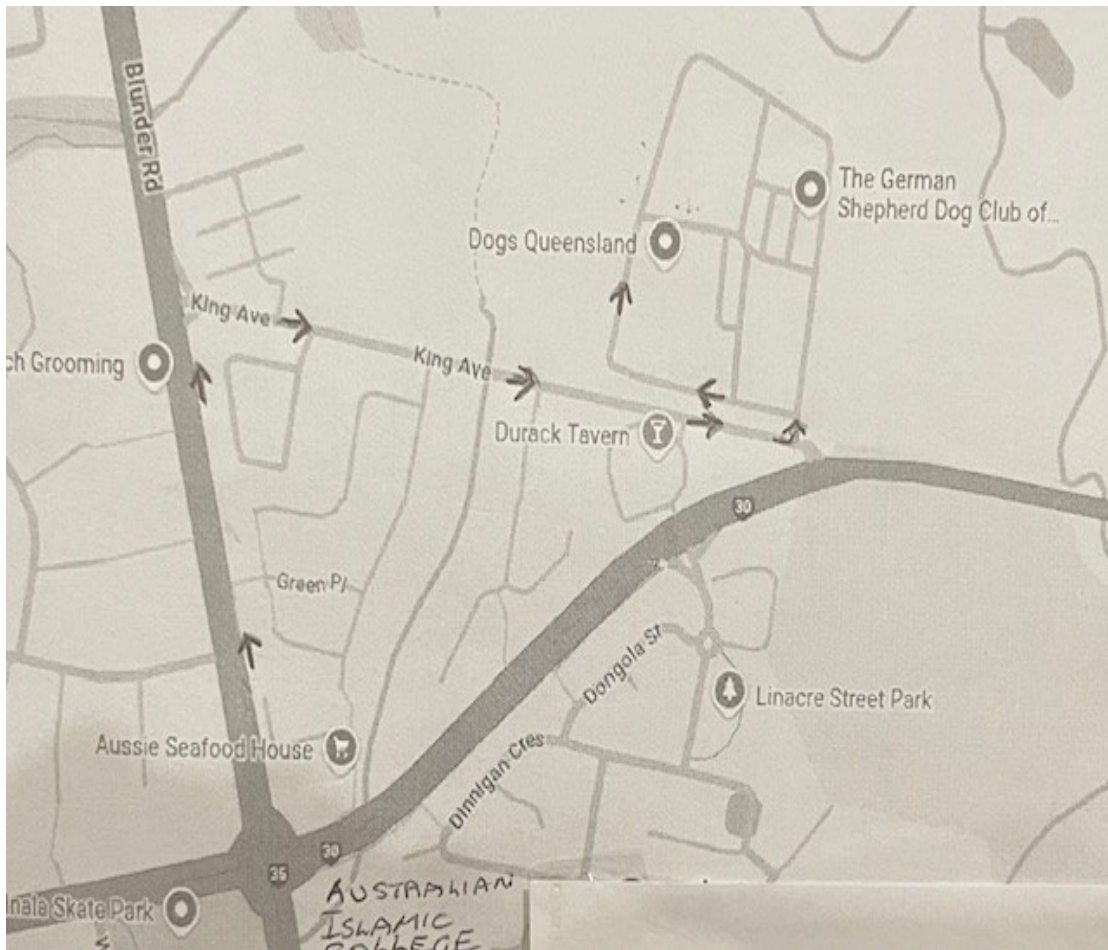 Blunder Rd
The German
Shepherd Dog Club of...
Dogs Queensland
King Ave
King Ave
ch Grooming
Durack Tavern
30
Green Pl
Dongola St
Linacre Street Park
Aussie Seafood House
Dinnigan Cres
30
35
Inala Skate Park
AUSTRALIAN
ISLAMIC
COLLEGE